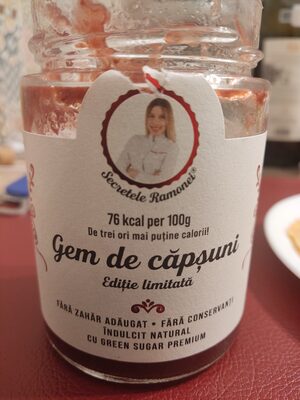 Secretele Ramonei®
76 kcal per 100g
De trei ori mai puține calorii!
Gem de căpșuni
Ediție limitată
FĂRĂ ZAHĂR ADĂUGAT • FĂRĂ CONSERVANȚI
ÎNDULCIT NATURAL
CU GREEN SUGAR PREMIUM